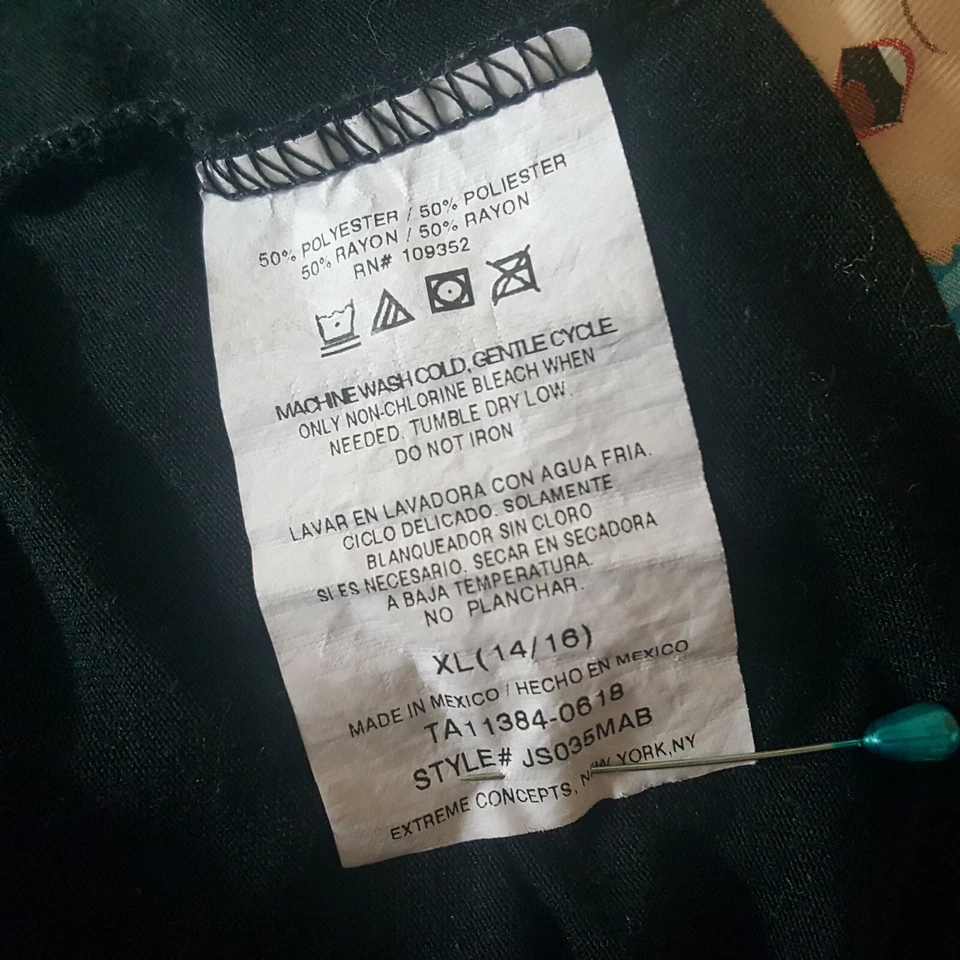 50% POLYESTER / 50% POLIESTER
50% RAYON / 50% RAYON
RN# 109352
MACHINE WASH COLD, GENTLE CYCLE.
ONLY NON-CHLORINE BLEACH WHEN
NEEDED. TUMBLE DRY LOW.
DO NOT IRON
LAVAR EN LAVADORA CON AGUA FRIA.
CICLO DELICADO. SOLAMENTE
BLANQUEADOR SIN CLORO
SI ES NECESARIO. SECAR EN SECADORA
A BAJA TEMPERATURA.
NO PLANCHAR.
XL(14/16)
MADE IN MEXICO / HECHO EN MEXICO
TA11384-0618
STYLE# JS035MAB
EXTREME CONCEPTS, NEW YORK,NY